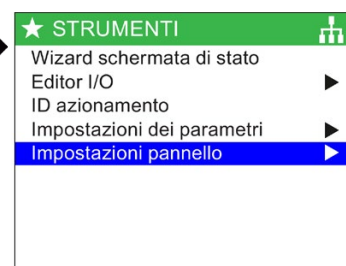 STRUMENTI
Wizard schermata di stato
Editor I/O
ID azionamento
Impostazioni dei parametri
Impostazioni pannello